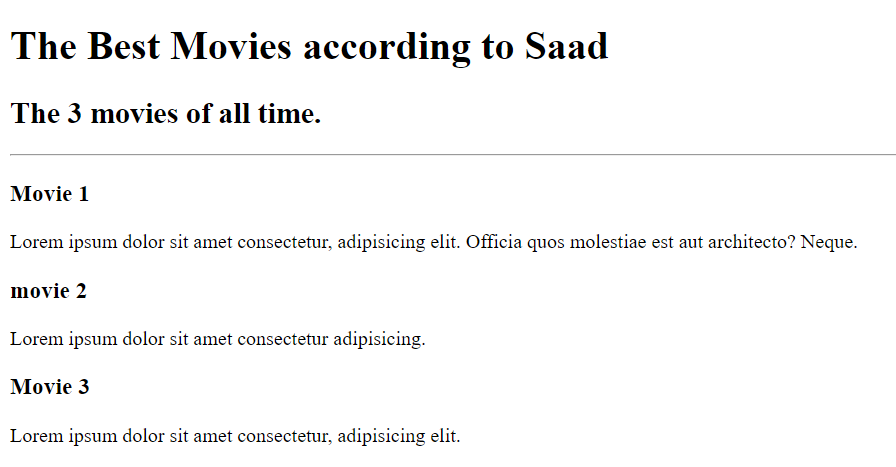 The Best Movies according to Saad
The 3 movies of all time.
Movie 1
Lorem ipsum dolor sit amet consectetur, adipisicing elit. Officia quos molestiae est aut architecto? Neque.
movie 2
Lorem ipsum dolor sit amet consectetur adipisicing.
Movie 3
Lorem ipsum dolor sit amet consectetur, adipisicing elit.